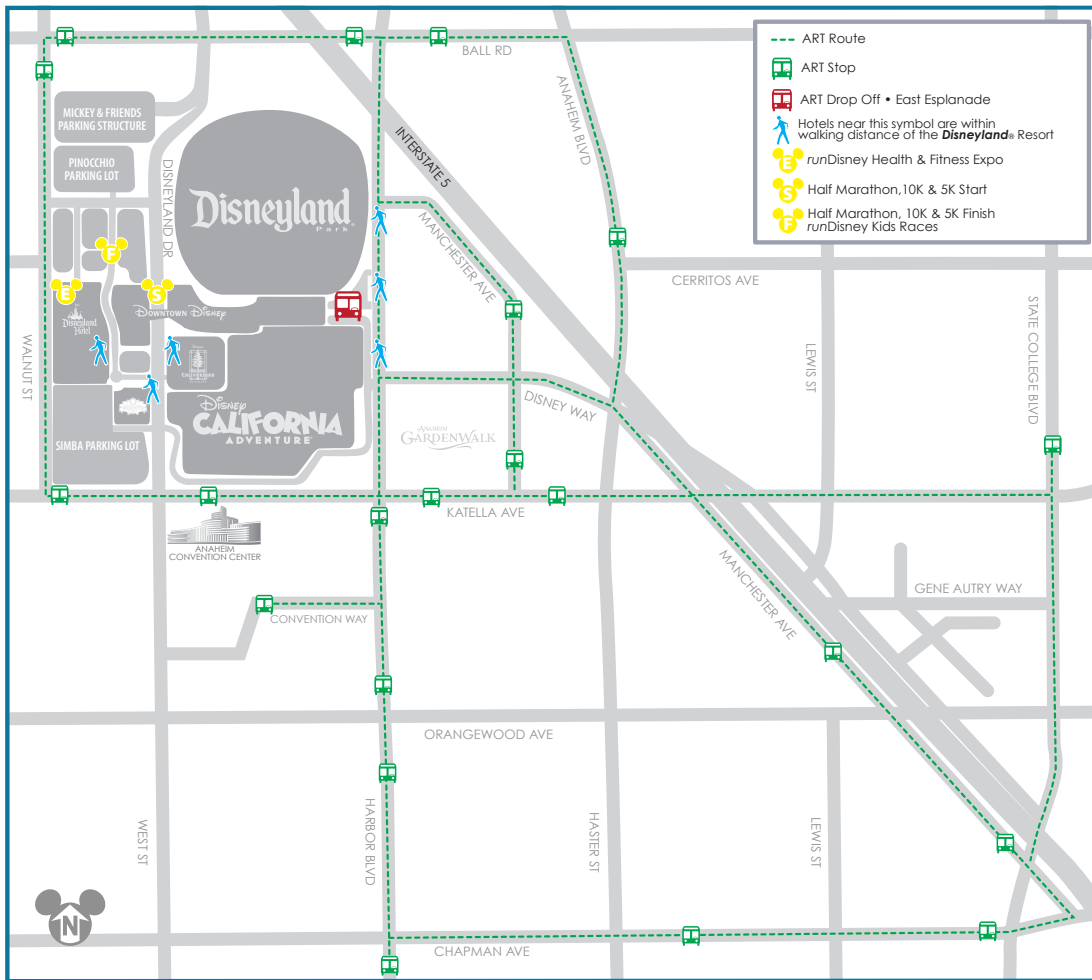 BALL RD
ANAHEIM BLVD
INTERSTATE 5
ART Route
ART Stop
ART Drop Off • East Esplanade
Hotels near this symbol are within
walking distance of the Disneyland® Resort
E
runDisney Health & Fitness Expo
S
Half Marathon,10K & 5K Start
F
Half Marathon, 10K & 5K Finish
runDisney Kids Races
MICKEY & FRIENDS
PARKING STRUCTURE
PINOCCHIO
PARKING LOT
DISNEYLAND DR
Disneyland
Park
MANCHESTER AVE
CERRITOS AVE
F
E
S
Disneyland
Hotel
DOWNTOWN DISNEY
WALNUT ST
LEWIS ST
STATE COLLEGE BLVD
Disney
CALIFORNIA
ADVENTURE
SIMBA PARKING LOT
DISNEY WAY
ANAHEIM
GARDENWALK
KATELLA AVE
ANAHEIM
CONVENTION CENTER
CONVENTION WAY
MANCHESTER AVE
GENE AUTRY WAY
ORANGEWOOD AVE
WEST ST
HARBOR BLVD
HASTER ST
LEWIS ST
N
CHAPMAN AVE